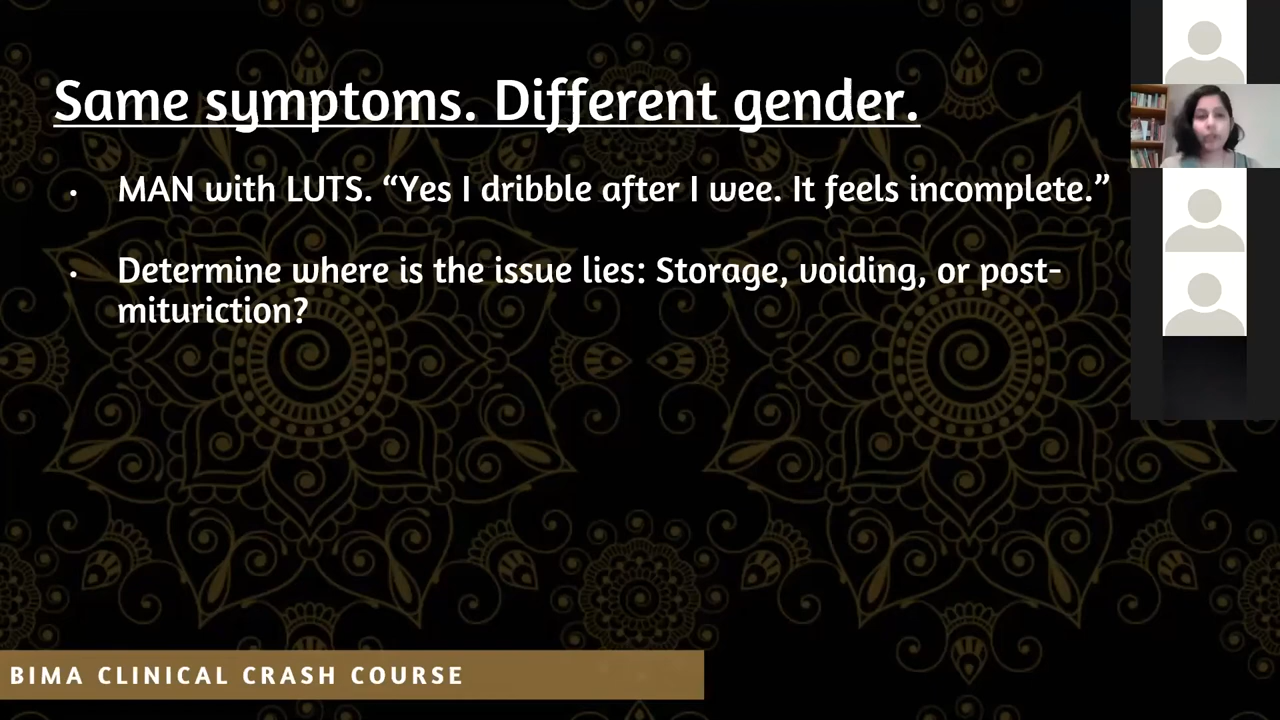 Same symptoms. Different gender.
• MAN with LUTS. “Yes I dribble after I wee. It feels incomplete.”
• Determine where is the issue lies: Storage, voiding, or post-
mituriction?
BIMA CLINICAL CRASH COURSE